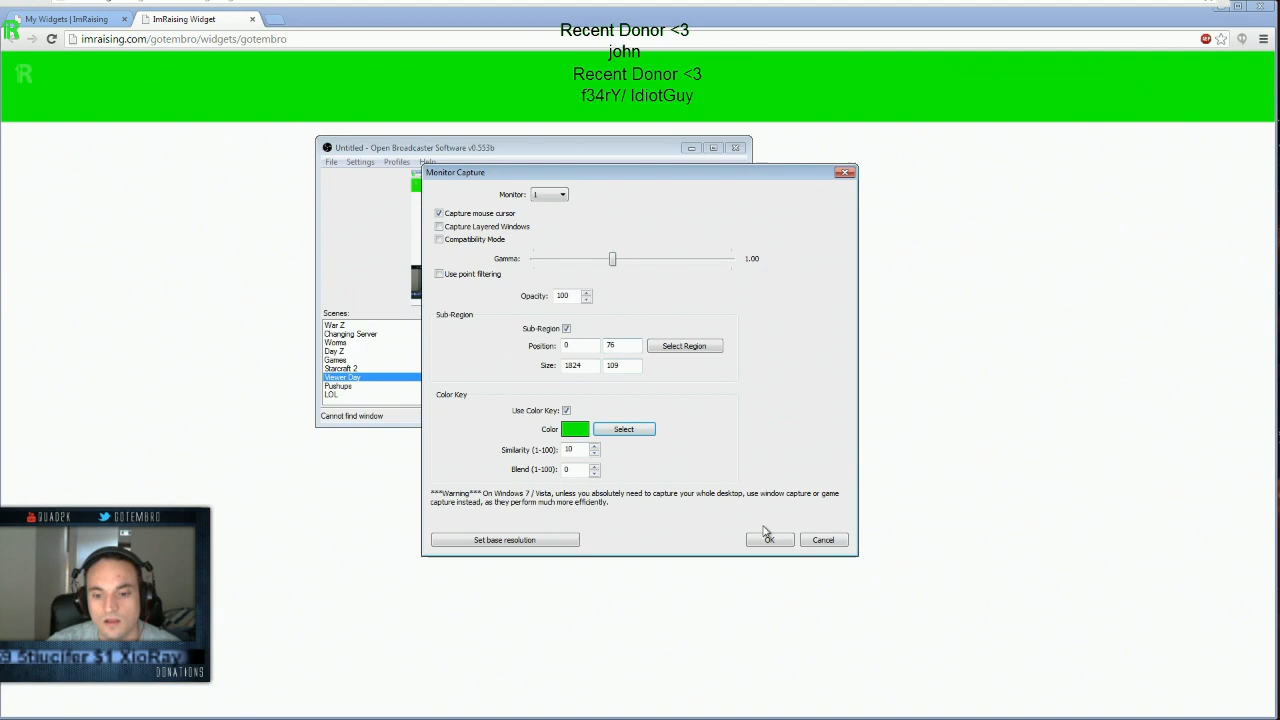 My Widgets | ImRaising
ImRaising Widget
imraising.com/gotembro/widgets/gotembro
Recent Donor <3
john
Recent Donor <3
f34rY/ IdiotGuy
Untitled - Open Broadcaster Software v0.553b
File Settings Profiles Help
Monitor Capture
Monitor: 1
Capture mouse cursor
Capture Layered Windows
Compatibility Mode
Gamma: 1.00
Use point filtering
Opacity: 100
Sub-Region
Sub-Region
Position: 0 76 Select Region
Size: 1824 109
Color Key
Use Color Key:
Color Select
Similarity (1-100): 10
Blend (1-100): 0
***Warning*** On Windows 7 / Vista, unless you absolutely need to capture your whole desktop, use window capture or game
capture instead, as they perform much more efficiently.
Set base resolution OK Cancel
Scenes:
War Z
Changing Server
Worms
Day Z
Games
Starcraft 2
Viewer Day
Pushups
LOL
Cannot find window
QUAD2K GOTEMBRO
Stiucifer $1 XioRay
DONATIONS